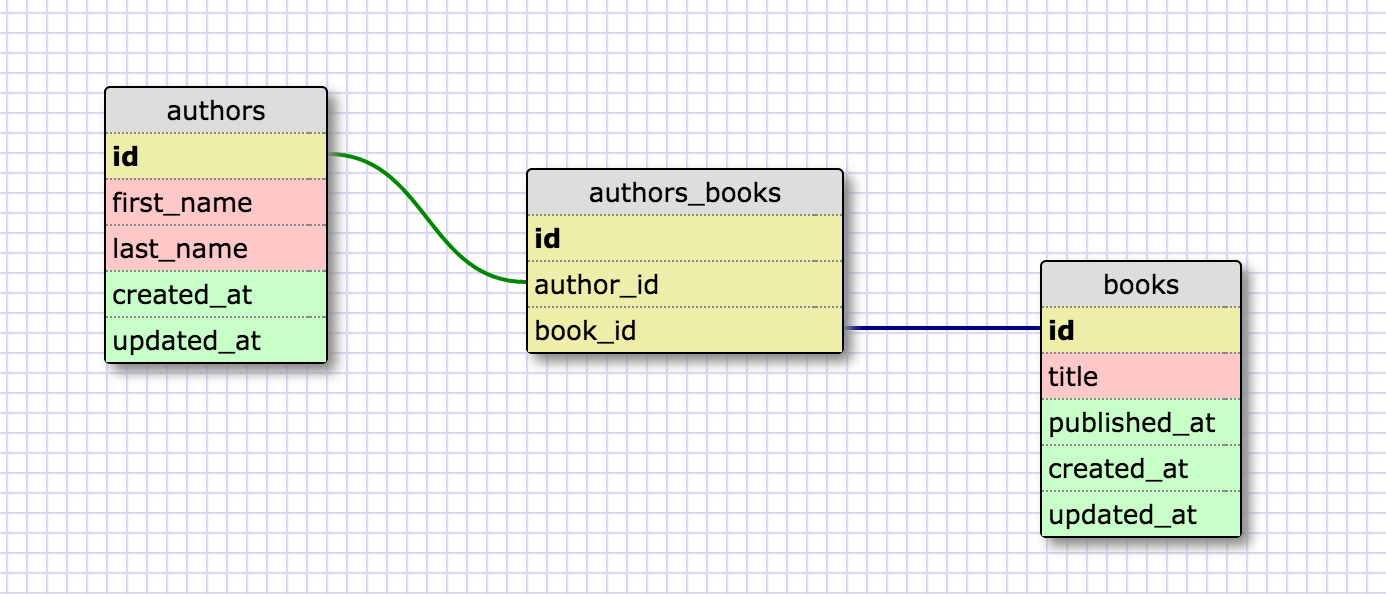 authors
id
first_name
last_name
created_at
updated_at
authors_books
id
author_id
book_id
books
id
title
published_at
created_at
updated_at